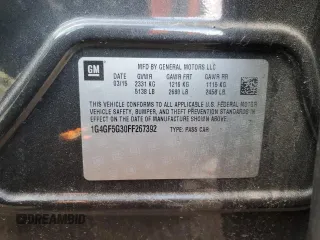 GM
MFD BY GENERAL MOTORS LLC
DATE GVWR GAWR FRT GAWR RR
03/15 2331 KG 1216 KG 1115 KG
5138 LB 2680 LB 2458 LB
THIS VEHICLE CONFORMS TO ALL APPLICABLE U.S. FEDERAL MOTOR
VEHICLE SAFETY, BUMPER, AND THEFT PREVENTION STANDARDS
IN EFFECT ON THE DATE OF MANUFACTURE SHOWN ABOVE.
1G4GF5G30FF267392 TYPE: PASS CAR
DREAMBID